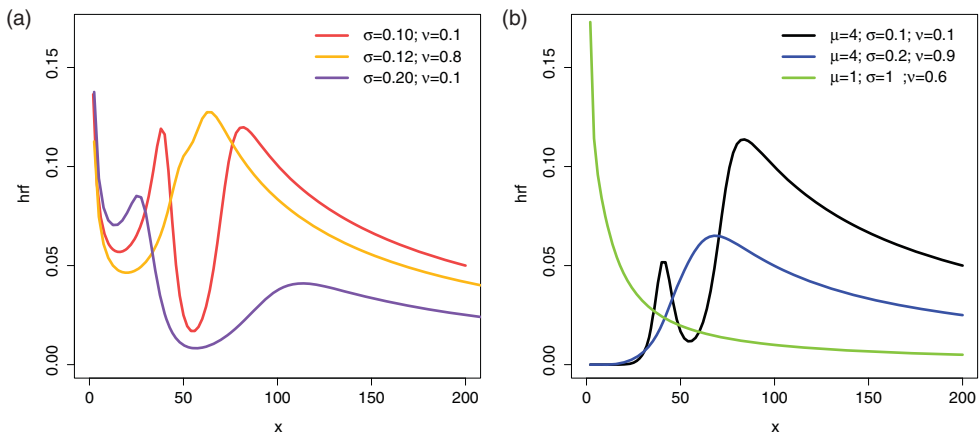 (a)
σ=0.10; ν=0.1
σ=0.12; ν=0.8
σ=0.20; ν=0.1
hrf
0.00
0.05
0.10
0.15
0 50 100 150 200
x
(b)
μ=4; σ=0.1; ν=0.1
μ=4; σ=0.2; ν=0.9
μ=1; σ=1 ;ν=0.6
hrf
0.00
0.05
0.10
0.15
0 50 100 150 200
x